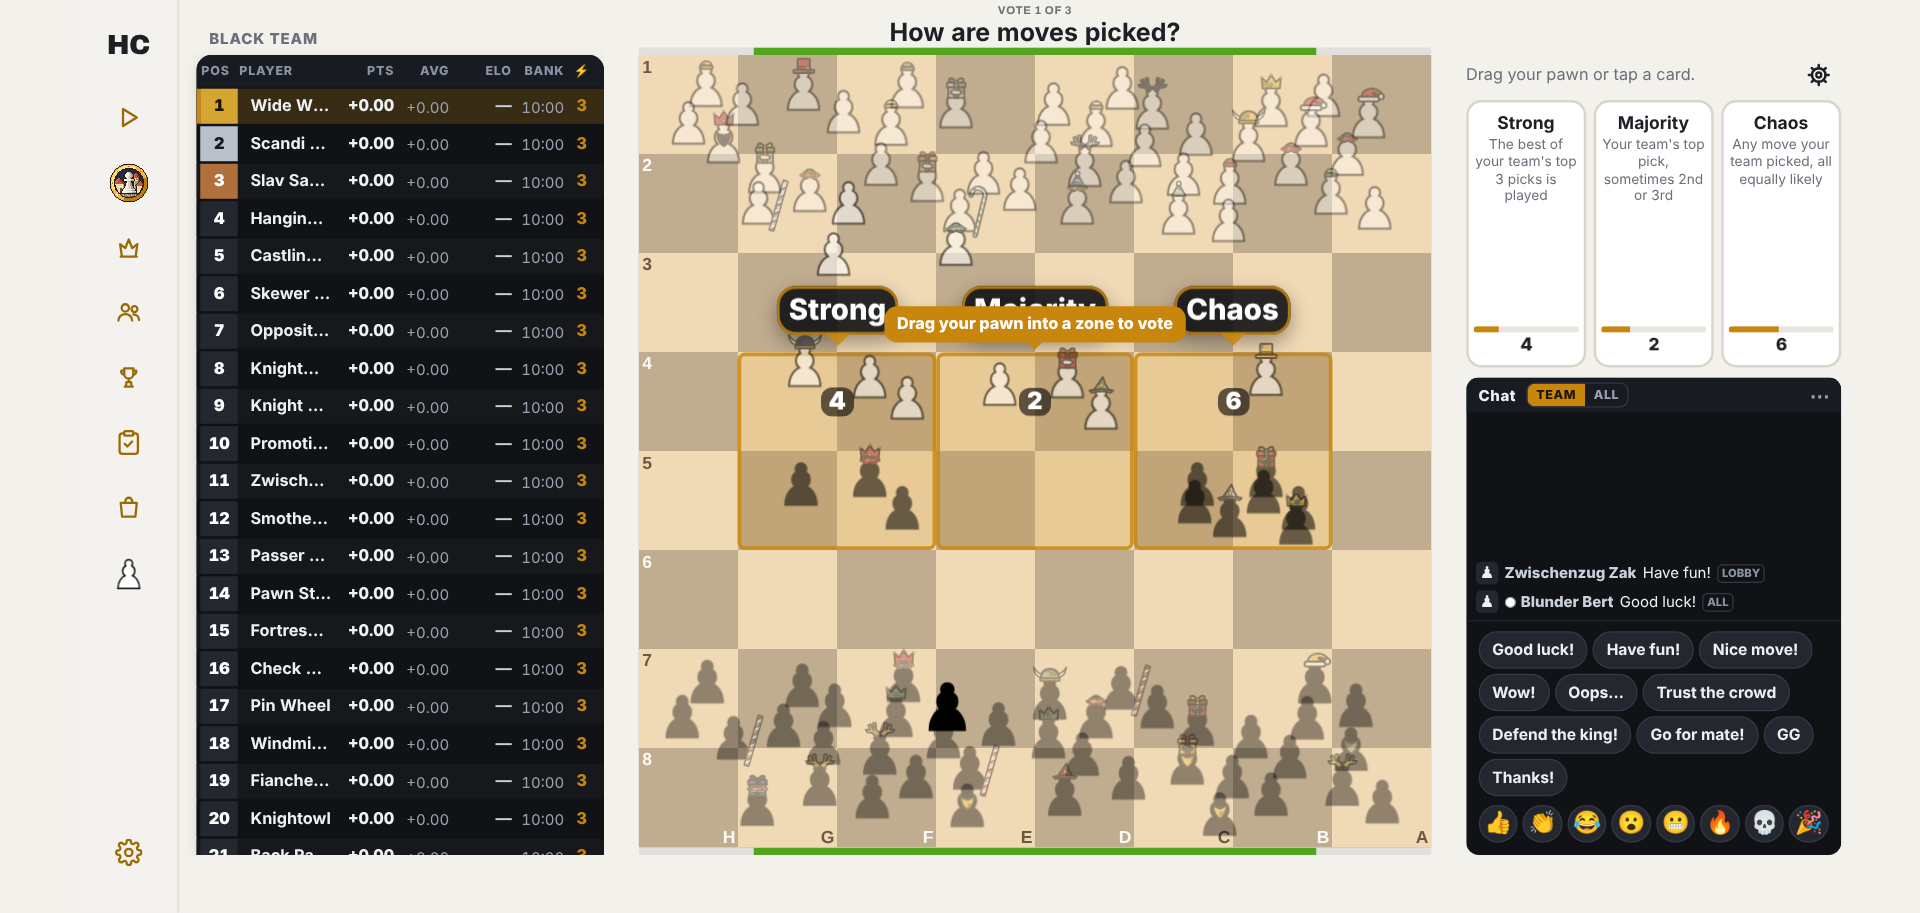 HC
BLACK TEAM
POS PLAYER PTS AVG ELO BANK ⚡
1 Wide W... +0.00 +0.00 — 10:00 3
2 Scandi ... +0.00 +0.00 — 10:00 3
3 Slav Sa... +0.00 +0.00 — 10:00 3
4 Hangin... +0.00 +0.00 — 10:00 3
5 Castlin... +0.00 +0.00 — 10:00 3
6 Skewer ... +0.00 +0.00 — 10:00 3
7 Opposit... +0.00 +0.00 — 10:00 3
8 Knight... +0.00 +0.00 — 10:00 3
9 Knight ... +0.00 +0.00 — 10:00 3
10 Promoti... +0.00 +0.00 — 10:00 3
11 Zwisch... +0.00 +0.00 — 10:00 3
12 Smothe... +0.00 +0.00 — 10:00 3
13 Passer ... +0.00 +0.00 — 10:00 3
14 Pawn St... +0.00 +0.00 — 10:00 3
15 Fortres... +0.00 +0.00 — 10:00 3
16 Check ... +0.00 +0.00 — 10:00 3
17 Pin Wheel +0.00 +0.00 — 10:00 3
18 Windmi... +0.00 +0.00 — 10:00 3
19 Fianche... +0.00 +0.00 — 10:00 3
20 Knightowl +0.00 +0.00 — 10:00 3
VOTE 1 OF 3
How are moves picked?
1
2
3
Strong Majority Chaos
Drag your pawn into a zone to vote
4
4 2 6
5
6
7
8
H G F E D C B A
Drag your pawn or tap a card.
Strong
The best of
your team's top
3 picks is
played
4
Majority
Your team's top
pick,
sometimes 2nd
or 3rd
2
Chaos
Any move your
team picked, all
equally likely
6
Chat TEAM ALL ...
Zwischenzug Zak Have fun! LOBBY
Blunder Bert Good luck! ALL
Good luck! Have fun! Nice move!
Wow! Oops... Trust the crowd
Defend the king! Go for mate! GG
Thanks!